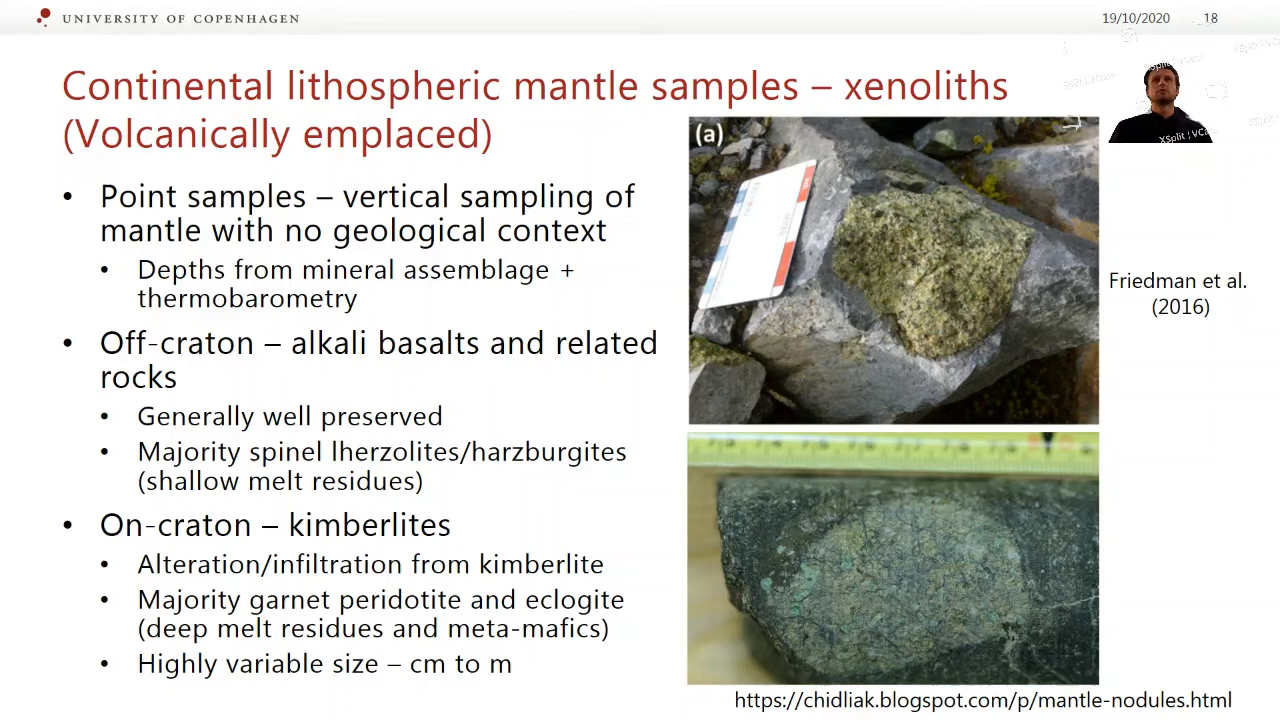 UNIVERSITY OF COPENHAGEN
19/10/2020 18
Continental lithospheric mantle samples – xenoliths
(Volcanically emplaced)
(a)
XSplit VCam
• Point samples – vertical sampling of
mantle with no geological context
• Depths from mineral assemblage +
thermobarometry
• Off-craton – alkali basalts and related
rocks
• Generally well preserved
• Majority spinel lherzolites/harzburgites
(shallow melt residues)
• On-craton – kimberlites
• Alteration/infiltration from kimberlite
• Majority garnet peridotite and eclogite
(deep melt residues and meta-mafics)
• Highly variable size – cm to m
Friedman et al.
(2016)
https://chidliak.blogspot.com/p/mantle-nodules.html